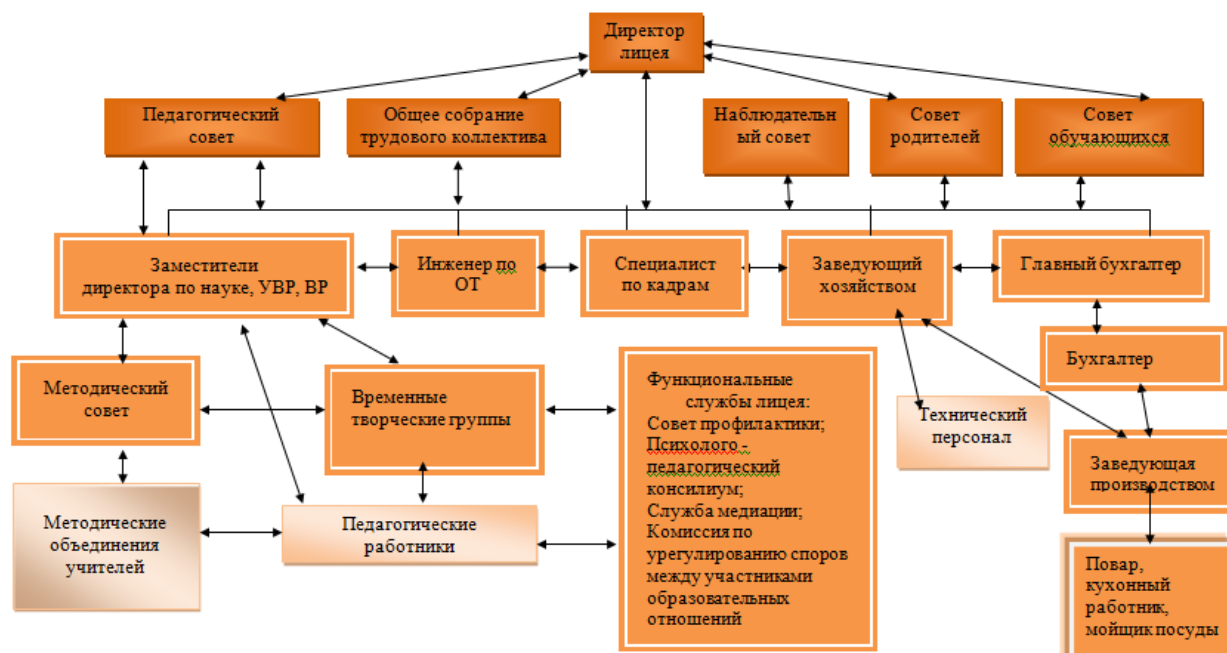 Директор
лицея
Педагогический
совет
Общее собрание
трудового коллектива
Наблюдательн
ый совет
Совет
родителей
Совет
обучающихся
Заместители
директора по науке, УВР, ВР
Инженер по
ОТ
Специалист
по кадрам
Заведующий
хозяйством
Главный бухгалтер
Бухгалтер
Методический
совет
Временные
творческие группы
Функциональные
службы лицея:
Совет профилактики;
Психолого -
педагогический
консилиум;
Служба медиации;
Комиссия по
урегулированию споров
между участниками
образовательных
отношений
Технический
персонал
Заведующая
производством
Методические
объединения
учителей
Педагогические
работники
Повар,
кухонный
работник,
мойщик посуды